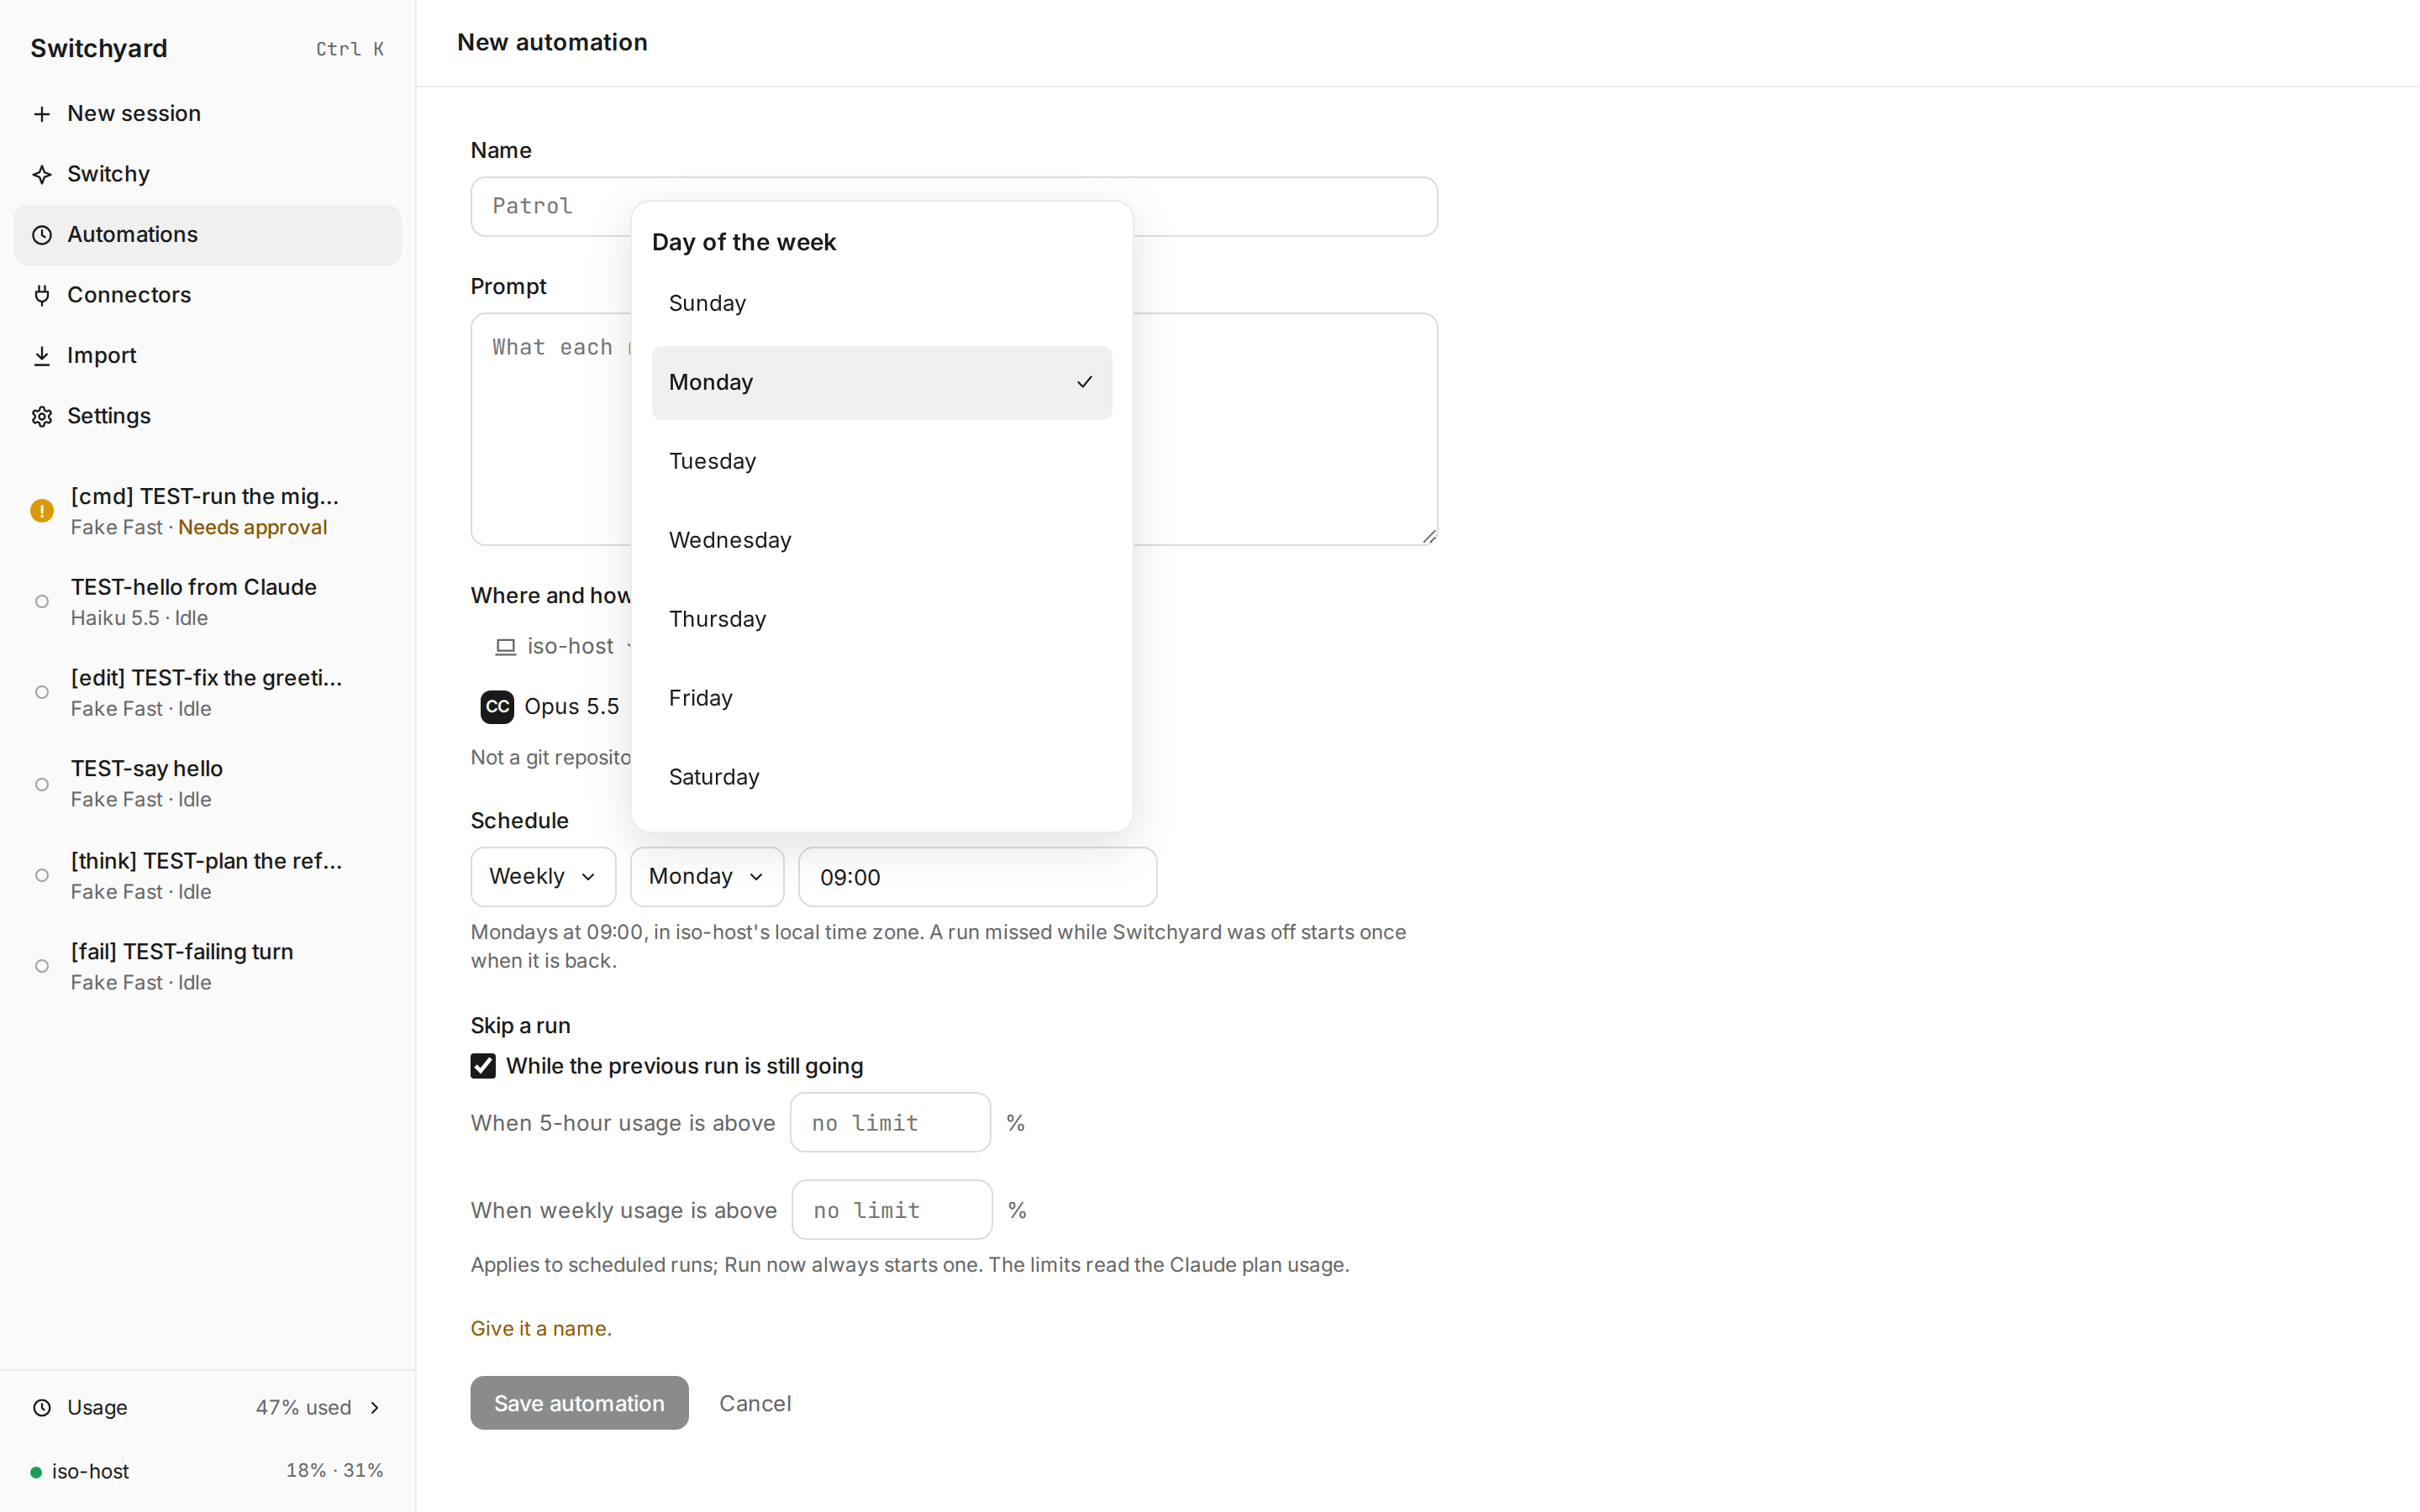 Switchyard
Ctrl K
New session
Switchy
Automations
Connectors
Import
Settings
[cmd] TEST-run the mig...
Fake Fast · Needs approval
TEST-hello from Claude
Haiku 5.5 · Idle
[edit] TEST-fix the greeti...
Fake Fast · Idle
TEST-say hello
Fake Fast · Idle
[think] TEST-plan the ref...
Fake Fast · Idle
[fail] TEST-failing turn
Fake Fast · Idle
Usage
47% used
iso-host
18% · 31%
New automation
Name
Patrol
Prompt
What each
Day of the week
Sunday
Monday
Tuesday
Wednesday
Thursday
Friday
Saturday
Where and how
iso-host
CC Opus 5.5
Not a git reposito
Schedule
Weekly
Monday
09:00
Mondays at 09:00, in iso-host's local time zone. A run missed while Switchyard was off starts once
when it is back.
Skip a run
While the previous run is still going
When 5-hour usage is above no limit %
When weekly usage is above no limit %
Applies to scheduled runs; Run now always starts one. The limits read the Claude plan usage.
Give it a name.
Save automation
Cancel